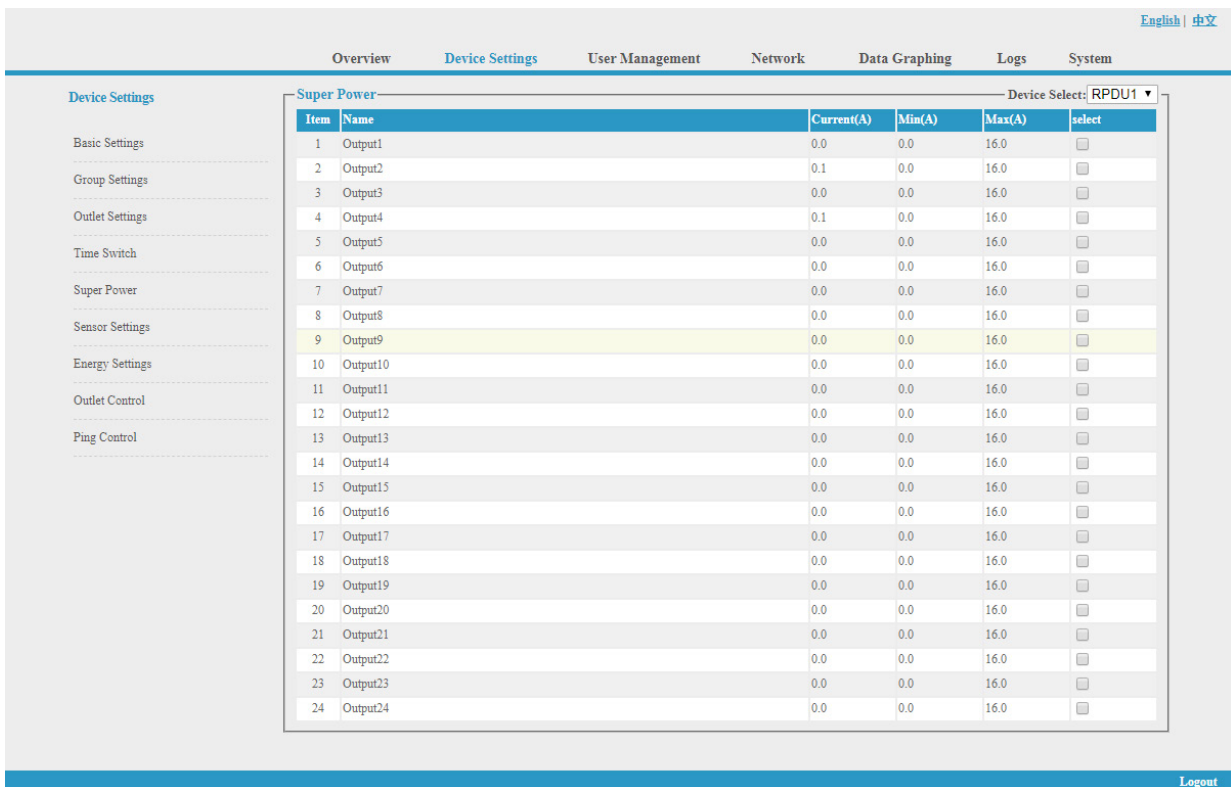 English | 中文
Overview Device Settings User Management Network Data Graphing Logs System
Device Settings
Basic Settings
Group Settings
Outlet Settings
Time Switch
Super Power
Sensor Settings
Energy Settings
Outlet Control
Ping Control
Super Power Device Select: RPDU1
Item Name Current(A) Min(A) Max(A) select
1 Output1 0.0 0.0 16.0
2 Output2 0.1 0.0 16.0
3 Output3 0.0 0.0 16.0
4 Output4 0.1 0.0 16.0
5 Output5 0.0 0.0 16.0
6 Output6 0.0 0.0 16.0
7 Output7 0.0 0.0 16.0
8 Output8 0.0 0.0 16.0
9 Output9 0.0 0.0 16.0
10 Output10 0.0 0.0 16.0
11 Output11 0.0 0.0 16.0
12 Output12 0.0 0.0 16.0
13 Output13 0.0 0.0 16.0
14 Output14 0.0 0.0 16.0
15 Output15 0.0 0.0 16.0
16 Output16 0.0 0.0 16.0
17 Output17 0.0 0.0 16.0
18 Output18 0.0 0.0 16.0
19 Output19 0.0 0.0 16.0
20 Output20 0.0 0.0 16.0
21 Output21 0.0 0.0 16.0
22 Output22 0.0 0.0 16.0
23 Output23 0.0 0.0 16.0
24 Output24 0.0 0.0 16.0
Logout